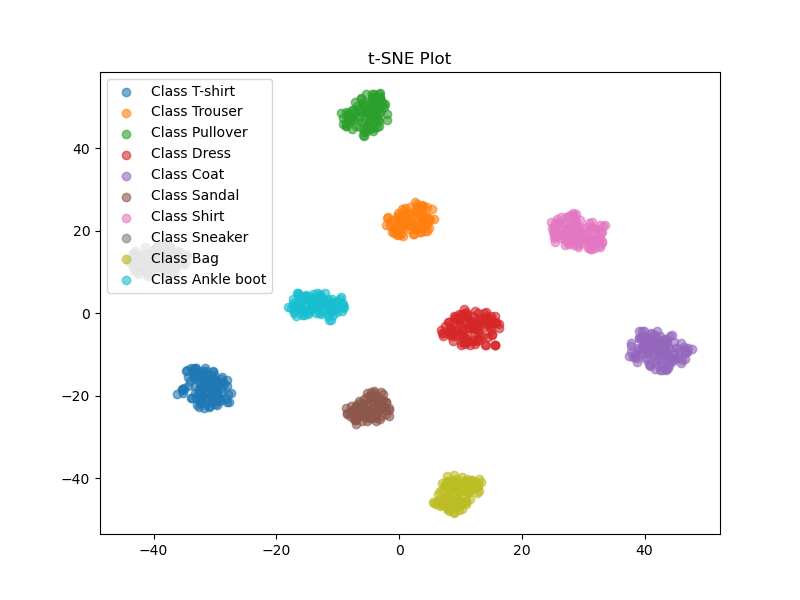 t-SNE Plot
Class T-shirt
Class Trouser
Class Pullover
Class Dress
Class Coat
Class Sandal
Class Shirt
Class Sneaker
Class Bag
Class Ankle boot
40
20
0
−20
−40
−40 −20 0 20 40